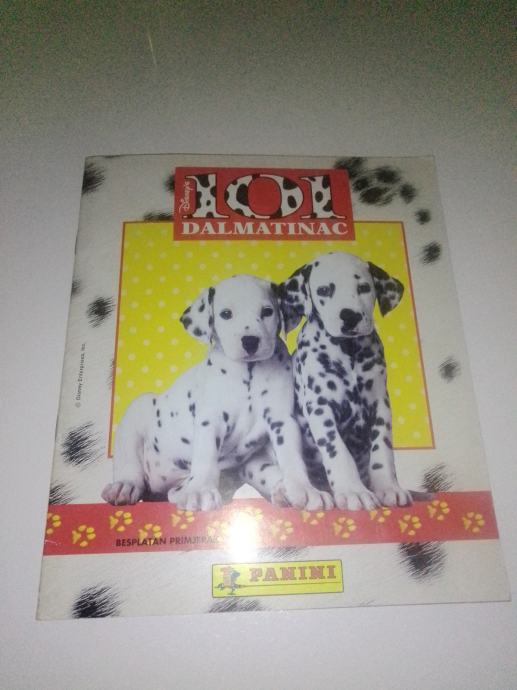 Disney's
101
DALMATINAC
© Disney Enterprises, Inc.
BESPLATAN PRIMJERAK
PANINI